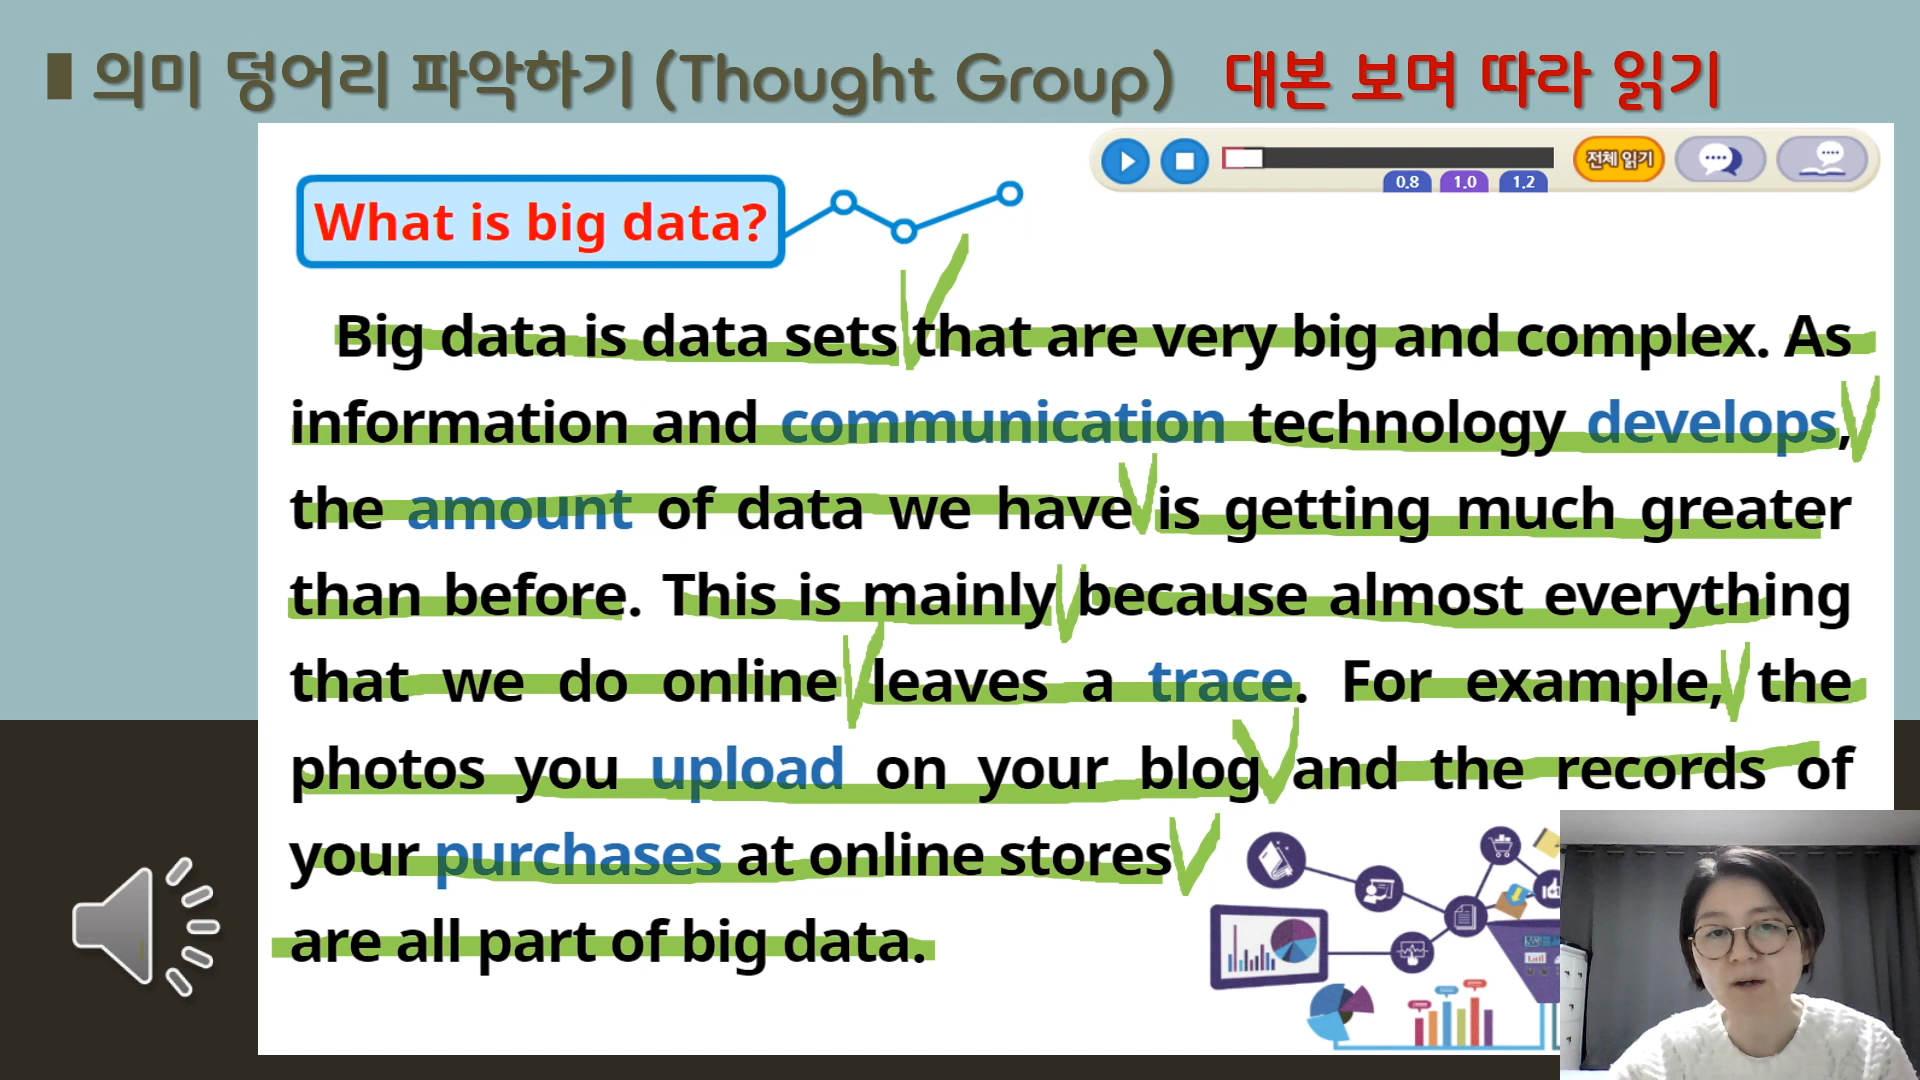 의미 덩어리 파악하기 (Thought Group) 대본 보며 따라 읽기
전체 읽기
0.8 1.0 1.2
What is big data?
Big data is data sets that are very big and complex. As
information and communication technology develops,
the amount of data we have is getting much greater
than before. This is mainly because almost everything
that we do online leaves a trace. For example, the
photos you upload on your blog and the records of
your purchases at online stores
are all part of big data.